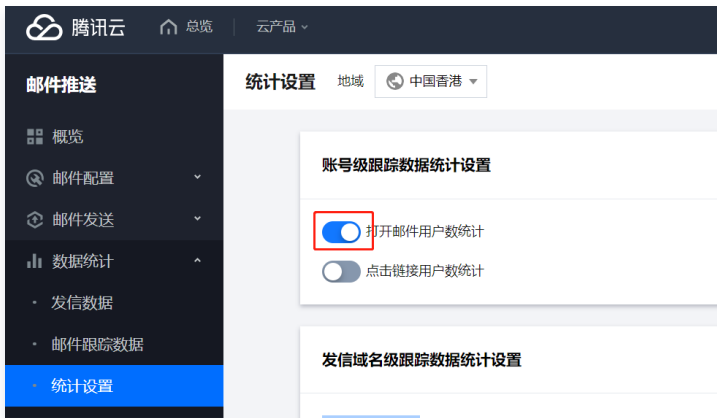 腾讯云 总览 云产品
邮件推送
统计设置 地域 中国香港
概览
邮件配置
邮件发送
数据统计
发信数据
邮件跟踪数据
统计设置
账号级跟踪数据统计设置
打开邮件用户数统计
点击链接用户数统计
发信域名级跟踪数据统计设置